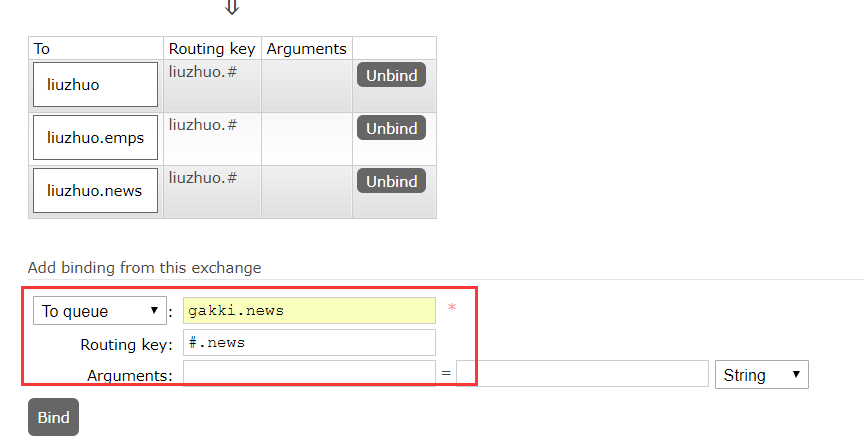 To Routing key Arguments
liuzhuo liuzhuo.# Unbind
liuzhuo.emps liuzhuo.# Unbind
liuzhuo.news liuzhuo.# Unbind
Add binding from this exchange
To queue : gakki.news *
Routing key: #.news
Arguments: = String
Bind